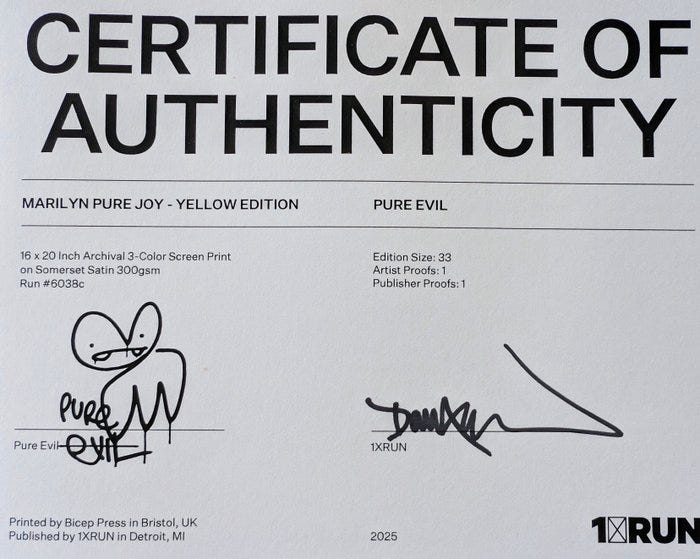 CERTIFICATE OF
AUTHENTICITY
MARILYN PURE JOY - YELLOW EDITION
PURE EVIL
16 x 20 Inch Archival 3-Color Screen Print
on Somerset Satin 300gsm
Run #6038c
Edition Size: 33
Artist Proofs: 1
Publisher Proofs: 1
PURE
EVIL
Pure Evil
1XRUN
Printed by Bicep Press in Bristol, UK
Published by 1XRUN in Detroit, MI
2025
1XRUN